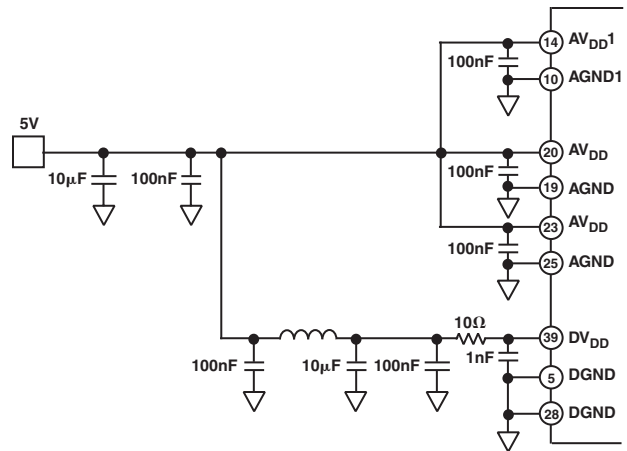 14 AVDD1
100nF
10 AGND1
5V
20 AVDD
10µF 100nF
100nF
19 AGND
23 AVDD
100nF
25 AGND
10Ω
39 DVDD
100nF 10µF 100nF 1nF
5 DGND
28 DGND